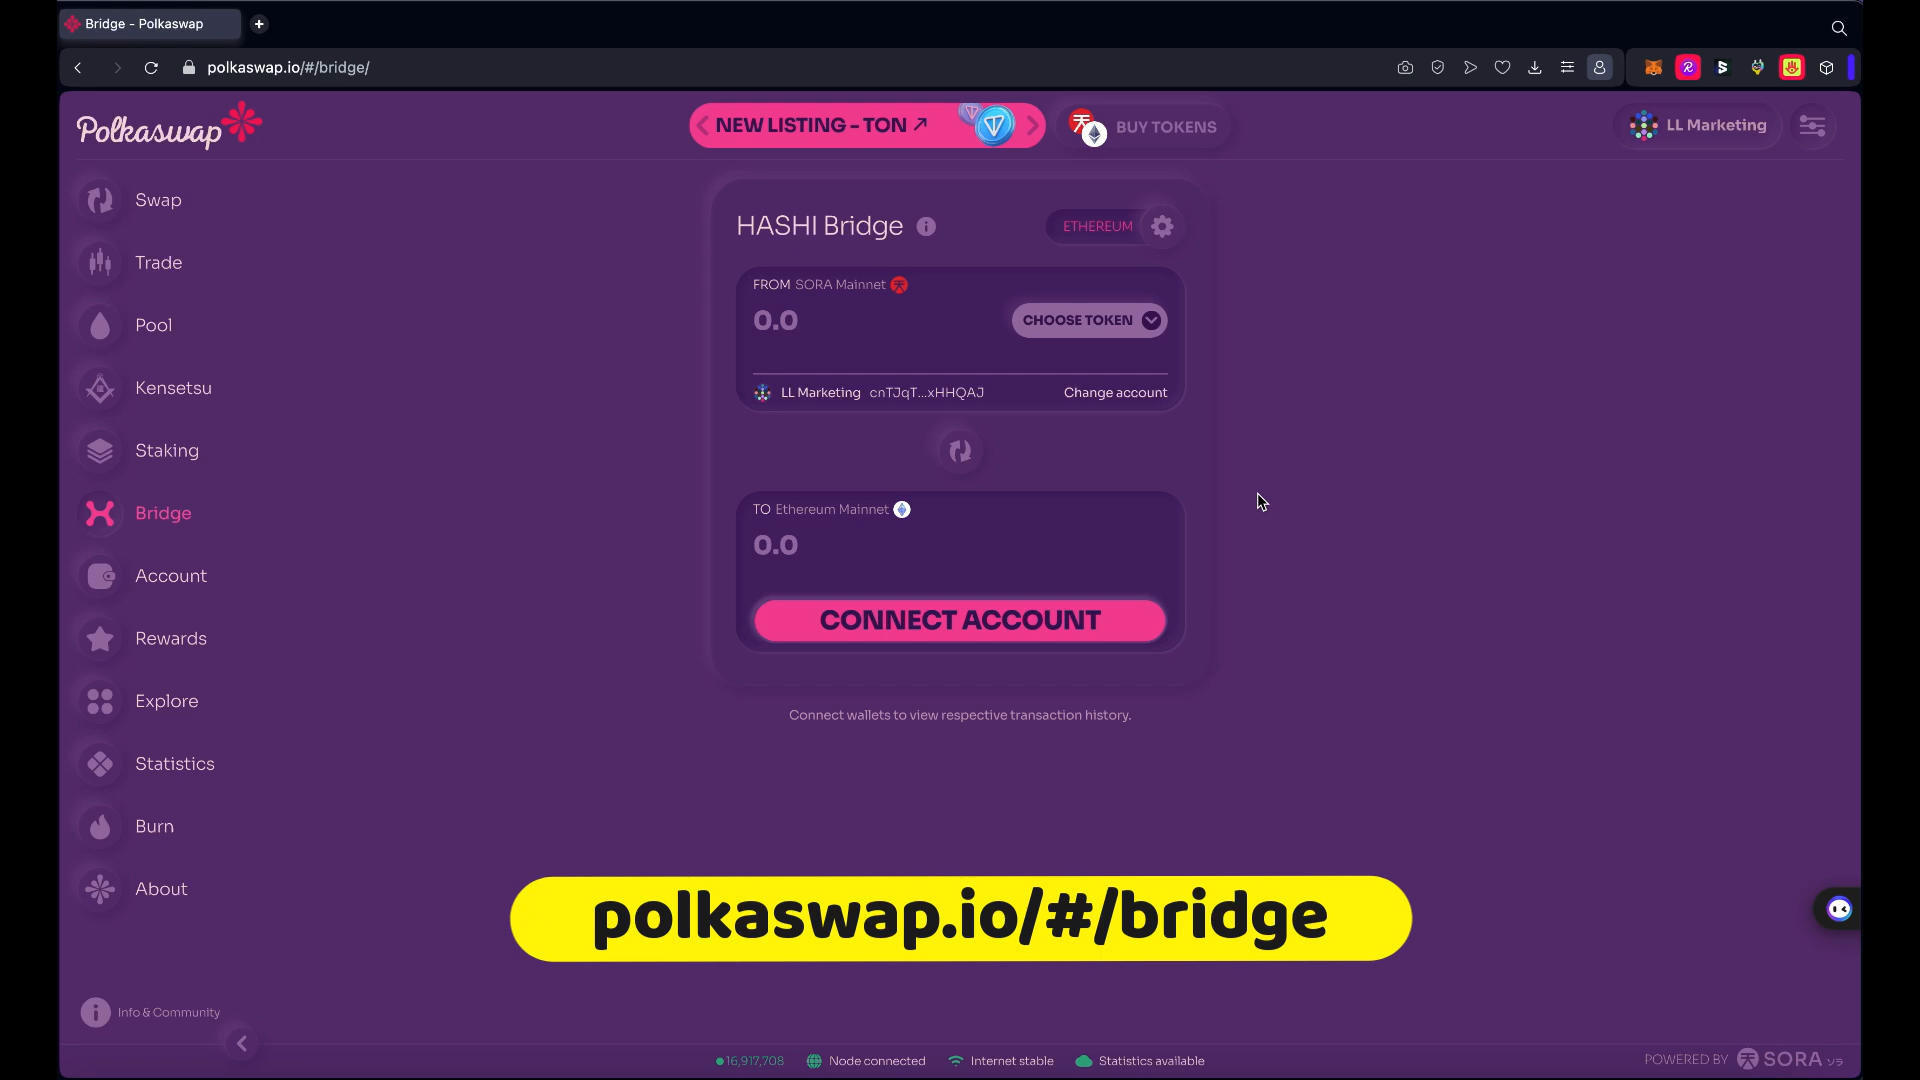 Bridge - Polkaswap
polkaswap.io/#/bridge/
Polkaswap
NEW LISTING - TON ↗
BUY TOKENS
LL Marketing
Swap
Trade
Pool
Kensetsu
Staking
Bridge
Account
Rewards
Explore
Statistics
Burn
About
Info & Community
HASHI Bridge
ETHEREUM
FROM SORA Mainnet
0.0
CHOOSE TOKEN
LL Marketing cnTJqT...xHHQAJ Change account
TO Ethereum Mainnet
0.0
CONNECT ACCOUNT
Connect wallets to view respective transaction history.
polkaswap.io/#/bridge
16,917,708 Node connected Internet stable Statistics available
POWERED BY SORA ソラ